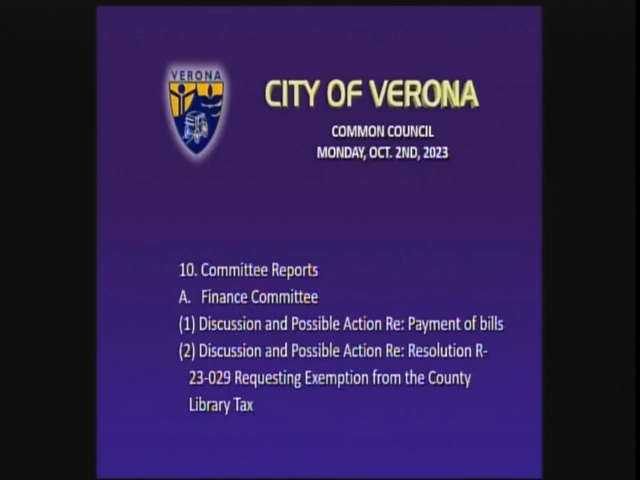 VERONA
CITY OF VERONA
COMMON COUNCIL
MONDAY, OCT. 2ND, 2023
10. Committee Reports
A. Finance Committee
(1) Discussion and Possible Action Re: Payment of bills
(2) Discussion and Possible Action Re: Resolution R-
23-029 Requesting Exemption from the County
Library Tax